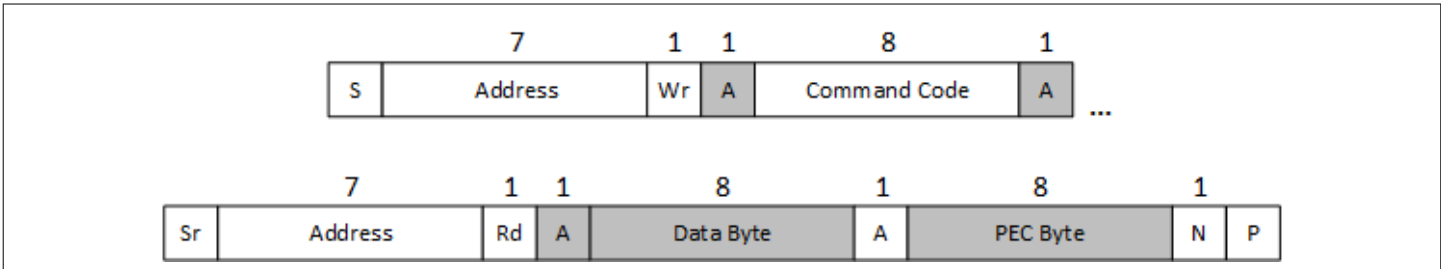 7 1 1 8 1
S Address Wr A Command Code A ...
7 1 1 8 1 8 1
Sr Address Rd A Data Byte A PEC Byte N P